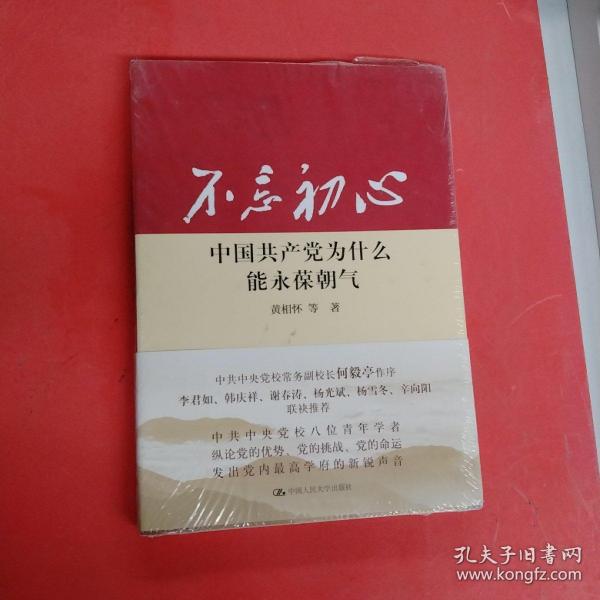 不忘初心
中国共产党为什么
能永葆朝气
黄相怀 等 著
中共中央党校常务副校长何毅亭作序
李君如、韩庆祥、谢春涛、杨光斌、杨雪冬、辛向阳
联袂推荐
中共中央党校八位青年学者
纵论党的优势、党的挑战、党的命运
发出党内最高学府的新锐声音
中国人民大学出版社
孔夫子旧书网
www.kongfz.com